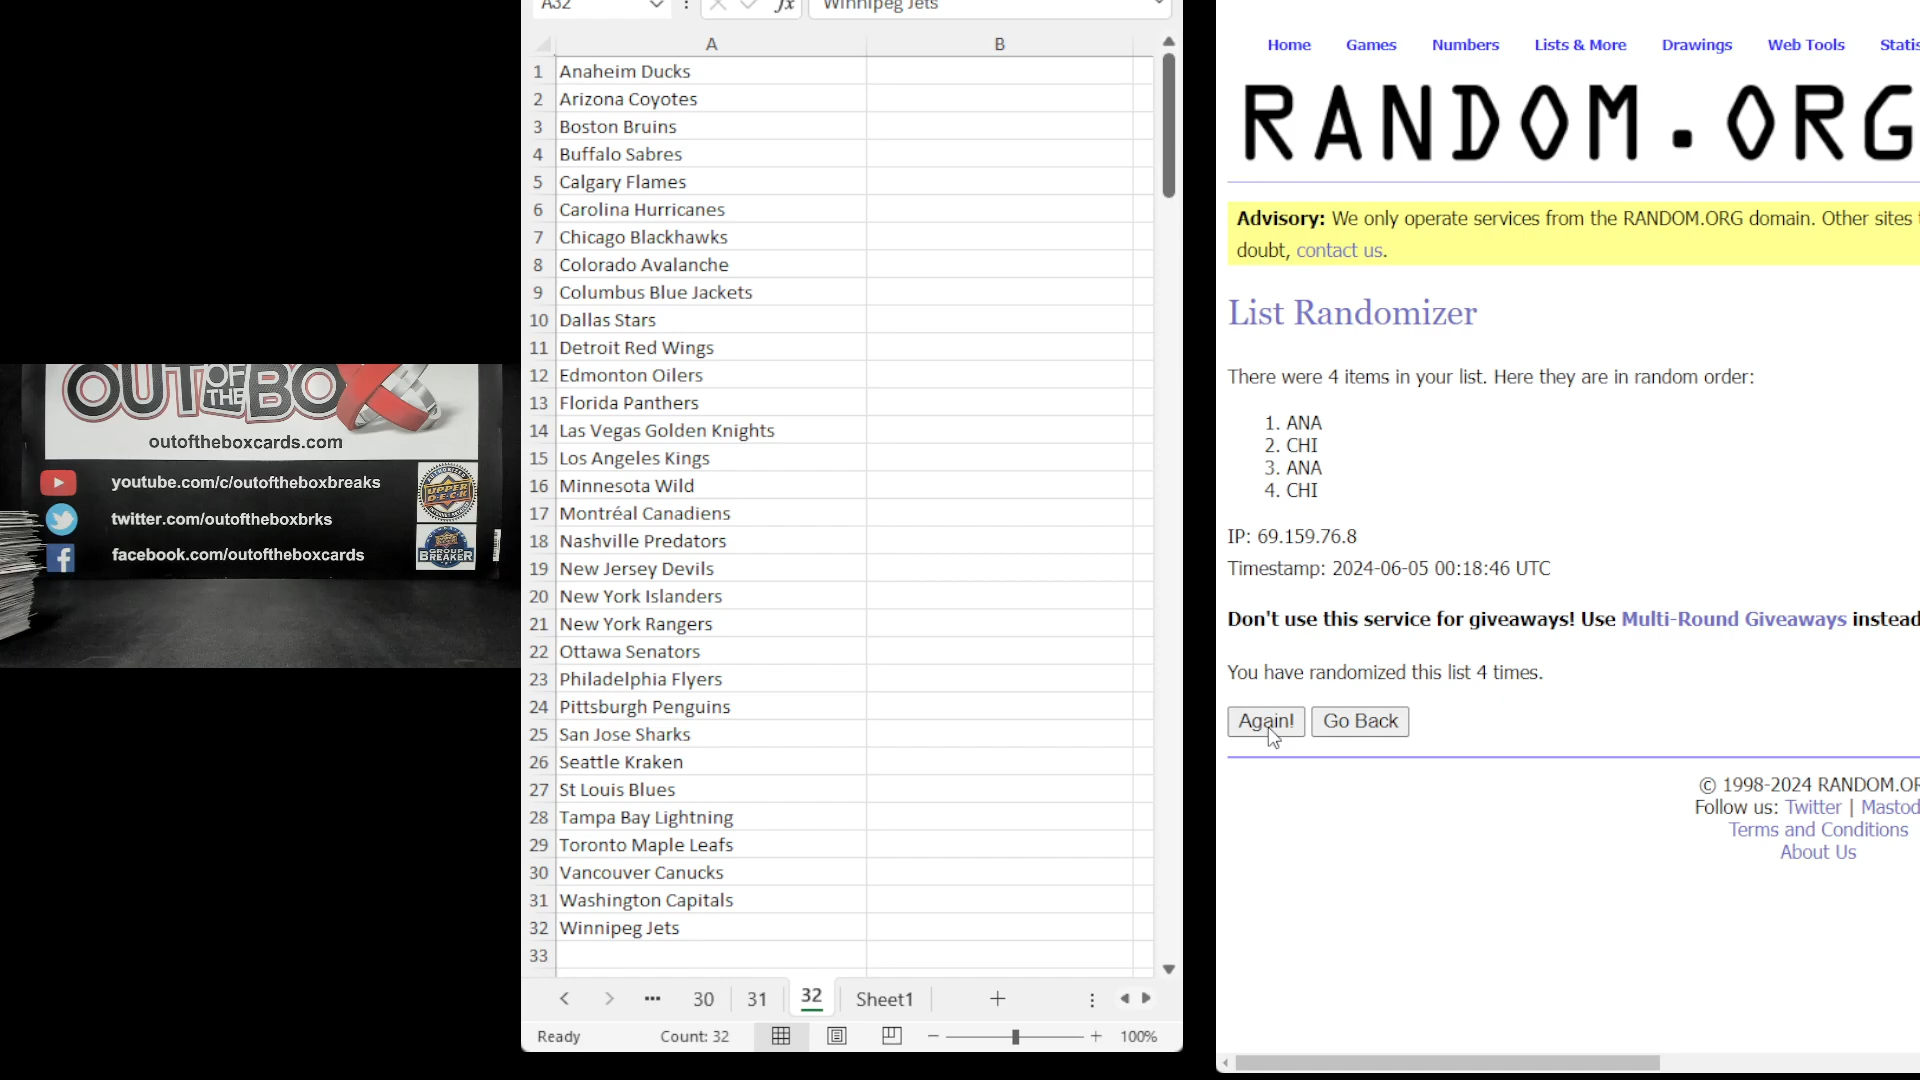 OUT OF THE BO
outoftheboxcards.com
youtube.com/c/outoftheboxbreaks
twitter.com/outoftheboxbrks
facebook.com/outoftheboxcards
UPPER DECK
GROUP BREAKER
A32
fx
Winnipeg Jets
A
B
1 Anaheim Ducks
2 Arizona Coyotes
3 Boston Bruins
4 Buffalo Sabres
5 Calgary Flames
6 Carolina Hurricanes
7 Chicago Blackhawks
8 Colorado Avalanche
9 Columbus Blue Jackets
10 Dallas Stars
11 Detroit Red Wings
12 Edmonton Oilers
13 Florida Panthers
14 Las Vegas Golden Knights
15 Los Angeles Kings
16 Minnesota Wild
17 Montréal Canadiens
18 Nashville Predators
19 New Jersey Devils
20 New York Islanders
21 New York Rangers
22 Ottawa Senators
23 Philadelphia Flyers
24 Pittsburgh Penguins
25 San Jose Sharks
26 Seattle Kraken
27 St Louis Blues
28 Tampa Bay Lightning
29 Toronto Maple Leafs
30 Vancouver Canucks
31 Washington Capitals
32 Winnipeg Jets
33
30 31 32 Sheet1
Ready Count: 32 100%
Home Games Numbers Lists & More Drawings Web Tools Statis
RANDOM.ORG
Advisory: We only operate services from the RANDOM.ORG domain. Other sites t
doubt, contact us.
List Randomizer
There were 4 items in your list. Here they are in random order:
1. ANA
2. CHI
3. ANA
4. CHI
IP: 69.159.76.8
Timestamp: 2024-06-05 00:18:46 UTC
Don't use this service for giveaways! Use Multi-Round Giveaways instead
You have randomized this list 4 times.
Again! Go Back
© 1998-2024 RANDOM.OR
Follow us: Twitter | Mastod
Terms and Conditions
About Us